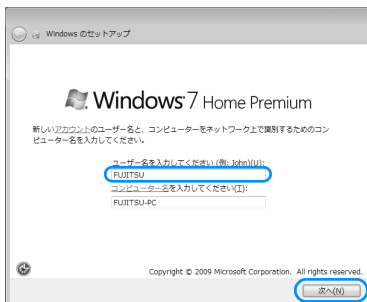 Windows のセットアップ
Windows 7 Home Premium
新しいアカウントのユーザー名と、コンピューターをネットワーク上で識別するためのコン
ピューター名を入力してください。
ユーザー名を入力してください (例: John)(U):
FUJITSU
コンピューター名を入力してください(T):
FUJITSU-PC
Copyright © 2009 Microsoft Corporation. All rights reserved.
次へ(N)